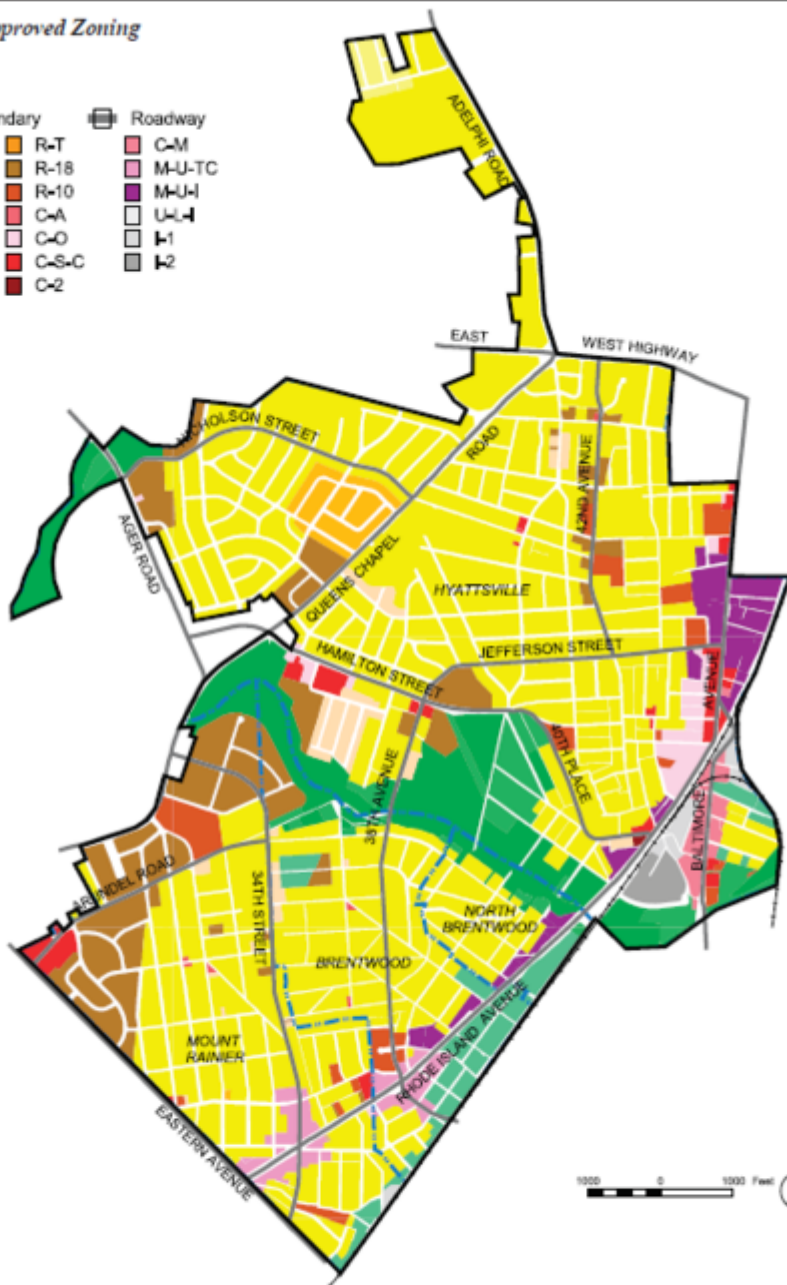 pproved Zoning
ndary
Roadway
R-T
C-M
R-18
M-U-TC
R-10
M-U-I
C-A
U-L-I
C-O
I-1
C-S-C
I-2
C-2
ADELPHI ROAD
EAST
WEST HIGHWAY
NICHOLSON STREET
ROAD
42ND AVENUE
AGER ROAD
QUEENS CHAPEL
HYATTSVILLE
HAMILTON STREET
JEFFERSON STREET
AVENUE
40TH PLACE
38TH AVENUE
BALTIMORE
ARUNDEL ROAD
34TH STREET
NORTH
BRENTWOOD
BRENTWOOD
MOUNT
RAINIER
RHODE ISLAND AVENUE
EASTERN AVENUE
1000 0 1000 Feet